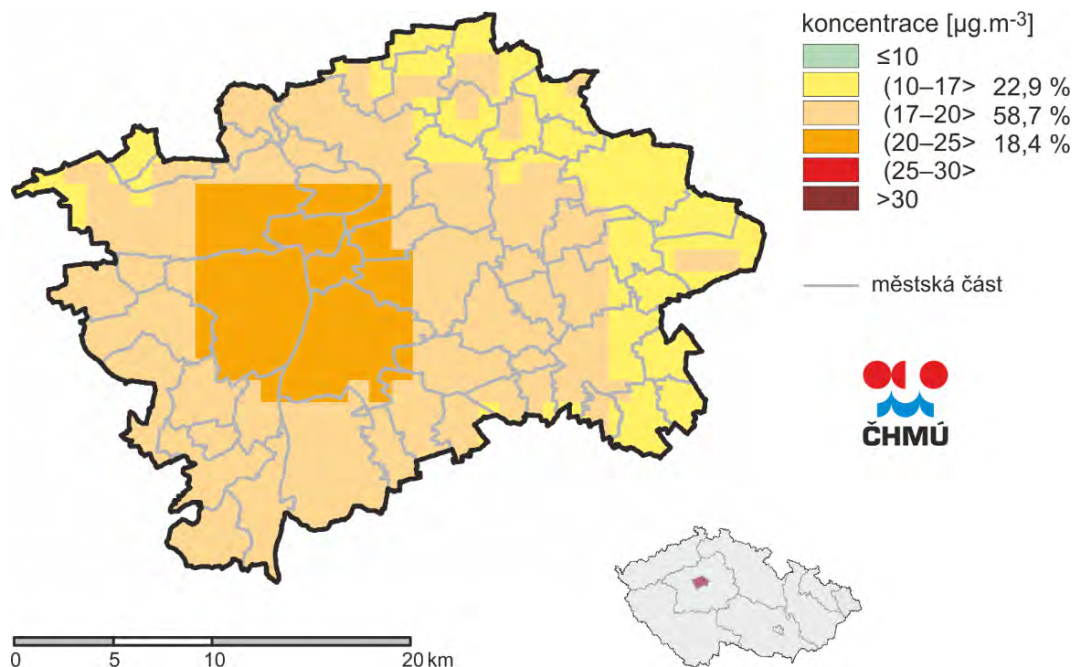 koncentrace [µg.m⁻³]
≤10
(10–17> 22,9 %
(17–20> 58,7 %
(20–25> 18,4 %
(25–30>
>30
městská část
ČHMÚ
0 5 10 20 km